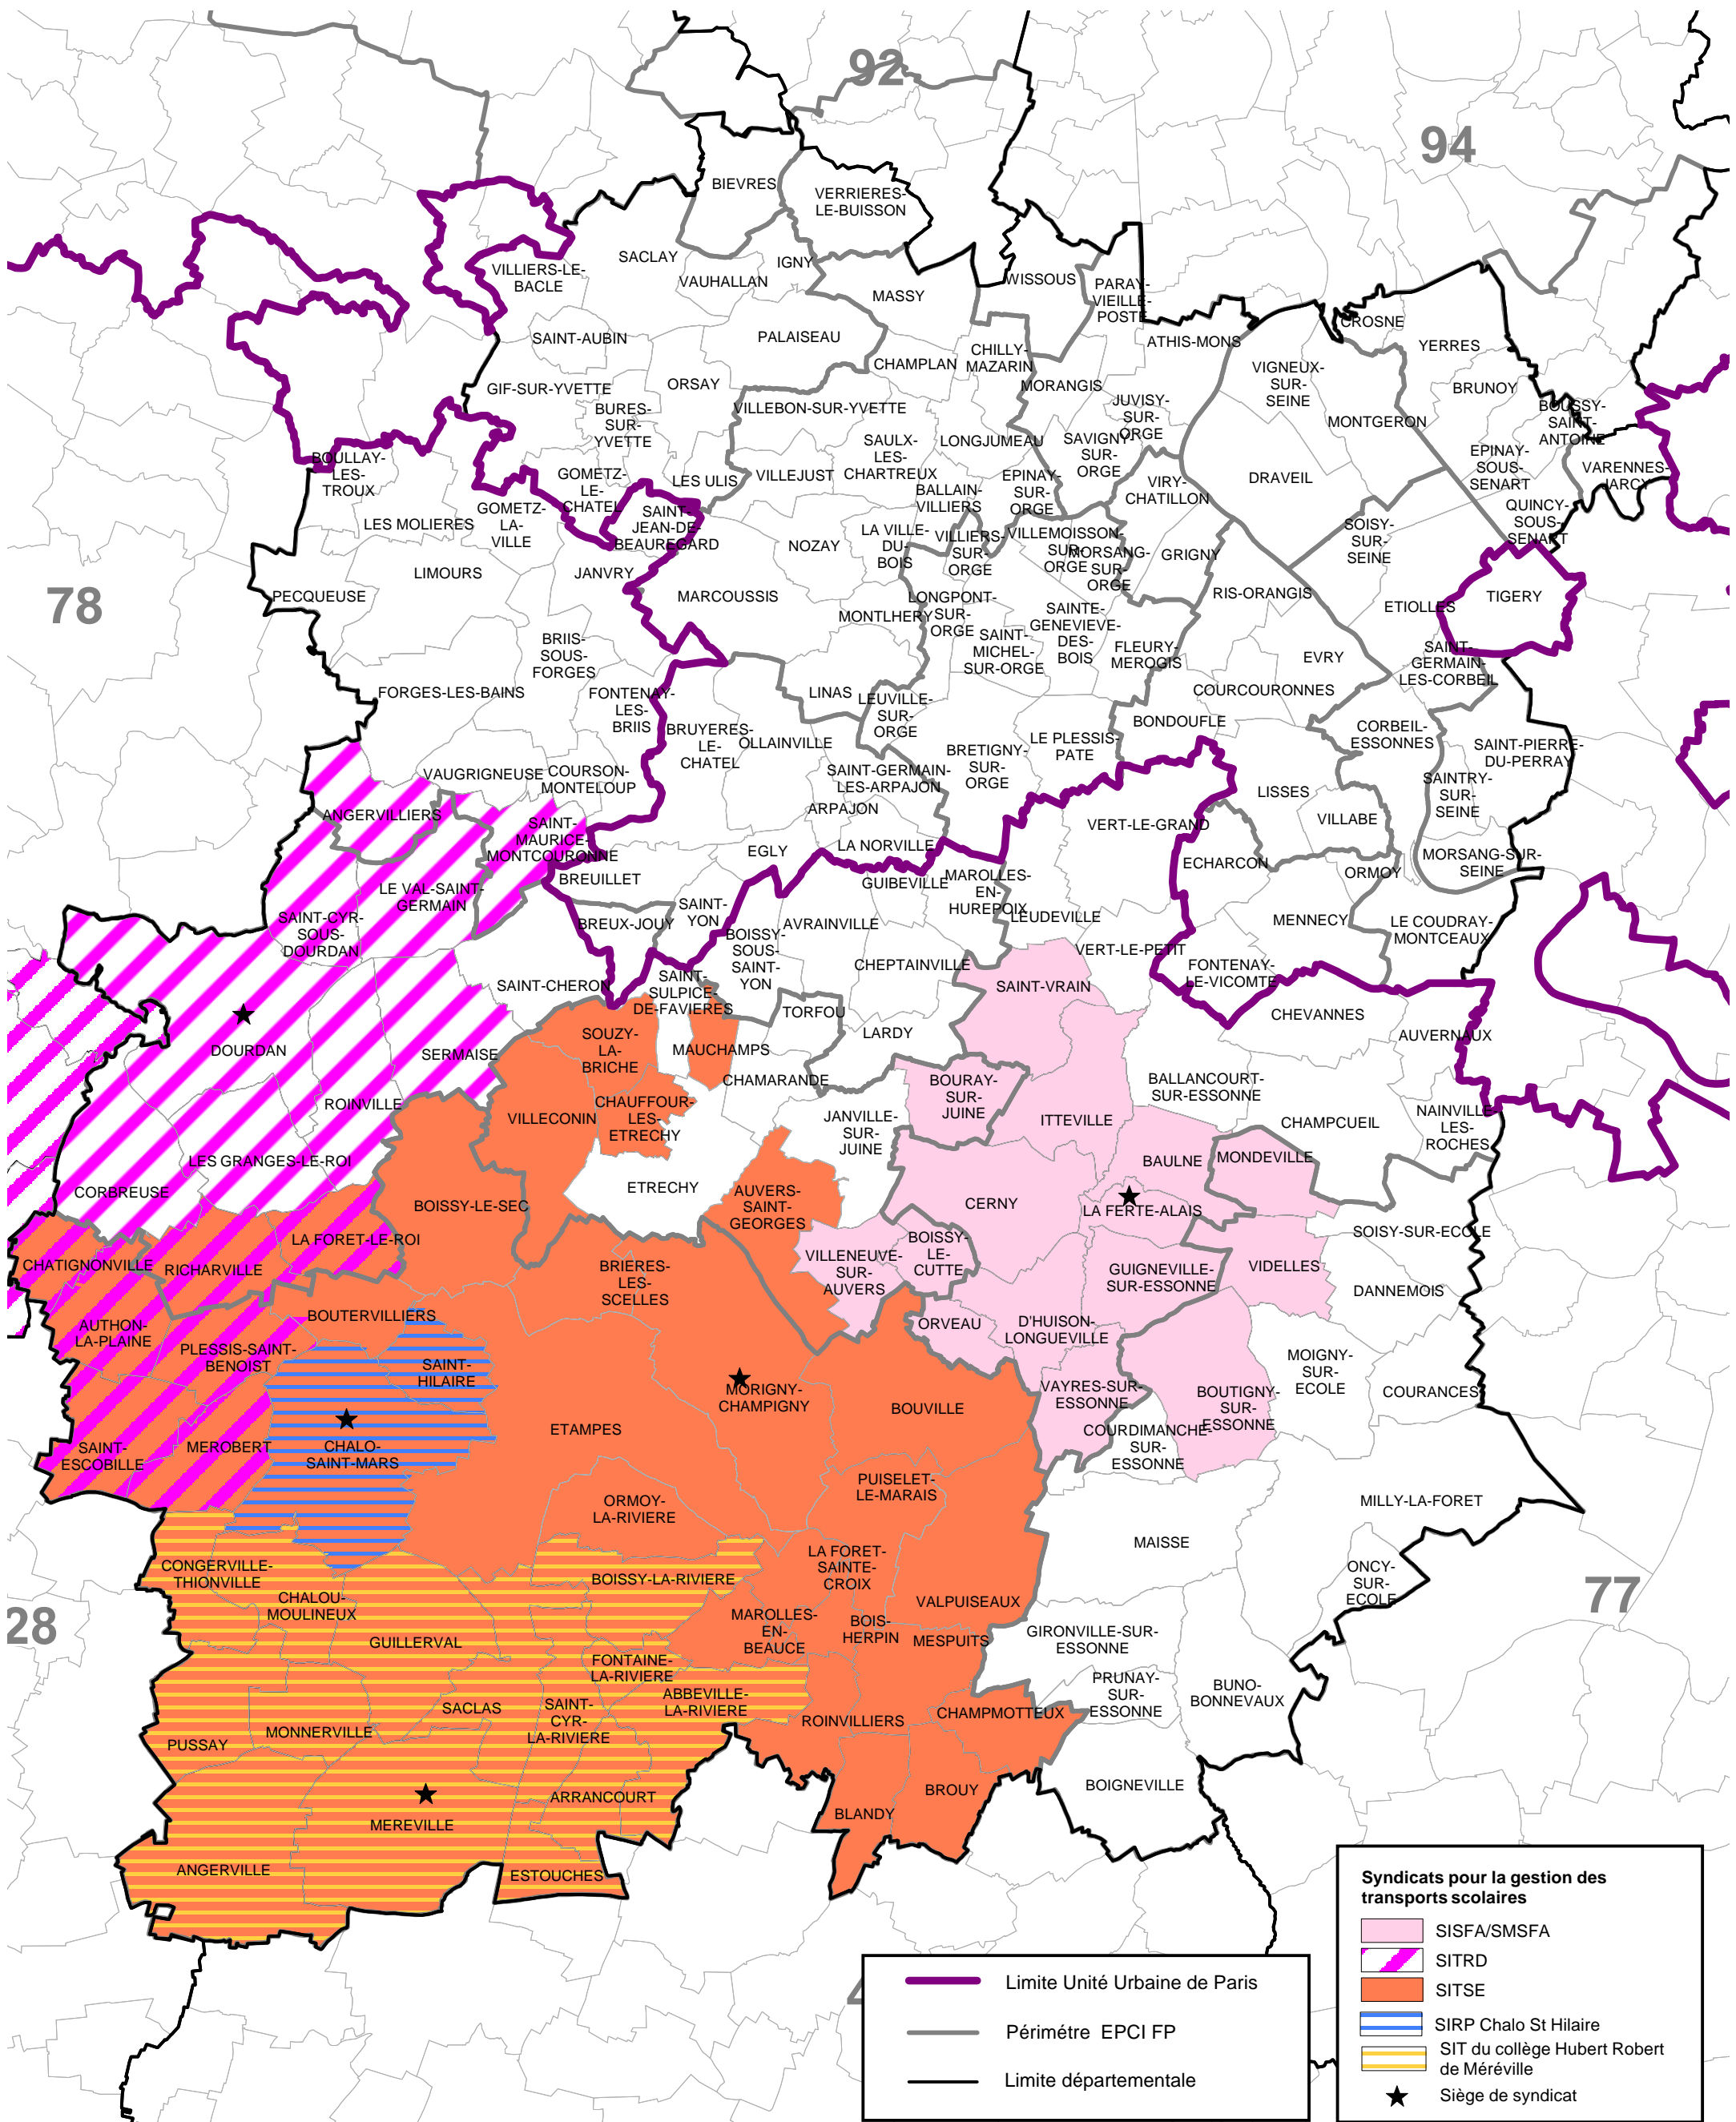 92
94
BIEVRES
VERRIERES-
LE-BUISSON
SACLAY
IGNY
VILLIERS-LE-
BACLE
VAUHALLAN
WISSOUS
PARAY-
VIEILLE-
POSTE
MASSY
SAINT-AUBIN
PALAISEAU
ATHIS-MONS
CROSNE
YERRES
CHAMPLAN
CHILLY-
MAZARIN
VIGNEUX-
SUR-
SEINE
GIF-SUR-YVETTE
ORSAY
MORANGIS
BRUNOY
BURES-
SUR-
YVETTE
VILLEBON-SUR-YVETTE
JUVISY-
SUR-
ORGE
MONTGERON
BOUSSY-
SAINT-
ANTOINE
SAULX-
LES-
CHARTREUX
LONGJUMEAU
SAVIGNY-
SUR-
ORGE
EPINAY-
SOUS-
SENART
BOULLAY-
LES-
TROUX
GOMETZ-
LE-
CHATEL
LES ULIS
VILLEJUST
BALLAIN-
VILLIERS
EPINAY-
SUR-
ORGE
VIRY-
CHATILLON
DRAVEIL
VARENNES-
JARCY
QUINCY-
SOUS-
SENART
LES MOLIERES
GOMETZ-
LA-
VILLE
SAINT-
JEAN-DE-
BEAUREGARD
NOZAY
LA VILLE-
DU-
BOIS
VILLIERS-
SUR-
ORGE
VILLEMOISSON-
SUR-
ORGE
MORSANG-
SUR-
ORGE
GRIGNY
SOISY-
SUR-
SEINE
LIMOURS
JANVRY
78
PECQUEUSE
MARCOUSSIS
MONTLHERY
LONGPONT-
SUR-
ORGE
SAINTE-
GENEVIEVE-
DES-
BOIS
RIS-ORANGIS
ETIOLLES
TIGERY
BRIIS-
SOUS-
FORGES
SAINT-
MICHEL-
SUR-ORGE
FLEURY-
MEROGIS
EVRY
SAINT-
GERMAIN-
LES-CORBEIL
FORGES-LES-BAINS
FONTENAY-
LES-
BRIIS
LINAS
LEUVILLE-
SUR-
ORGE
COURCOURONNES
BRUYERES-
LE-
CHATEL
OLLAINVILLE
BRETIGNY-
SUR-
ORGE
LE PLESSIS-
PATE
BONDOUFLE
CORBEIL-
ESSONNES
SAINT-PIERRE-
DU-PERRAY
VAUGRIGNEUSE
COURSON-
MONTELOUP
SAINT-GERMAIN-
LES-ARPAJON
LISSES
SAINTRY-
SUR-
SEINE
ANGERVILLIERS
SAINT-
MAURICE-
MONTCOURONNE
ARPAJON
VERT-LE-GRAND
VILLABE
EGLY
LA NORVILLE
ECHARCON
MORSANG-SUR-
SEINE
BREUILLET
GUIBEVILLE
MAROLLES-
EN-
HUREPOIX
ORMOY
LE VAL-SAINT-
GERMAIN
SAINT-CYR-
SOUS-
DOURDAN
BREUX-JOUY
SAINT-
YON
AVRAINVILLE
LEUDEVILLE
MENNECY
LE COUDRAY-
MONTCEAUX
BOISSY-
SOUS-
SAINT-
YON
VERT-LE-PETIT
CHEPTAINVILLE
FONTENAY-
LE-VICOMTE
SAINT-CHERON
SAINT-
SULPICE-
DE-FAVIERES
SAINT-VRAIN
TORFOU
CHEVANNES
AUVERNAUX
DOURDAN
SERMAISE
SOUZY-
LA-
BRICHE
MAUCHAMPS
LARDY
CHAMARANDE
BOURAY-
SUR-
JUINE
BALLANCOURT-
SUR-ESSONNE
ROINVILLE
VILLECONIN
CHAUFFOUR-
LES-
ETRECHY
JANVILLE-
SUR-
JUINE
ITTEVILLE
CHAMPCUEIL
NAINVILLE-
LES-
ROCHES
LES GRANGES-LE-ROI
BAULNE
MONDEVILLE
CORBREUSE
ETRECHY
BOISSY-LE-SEC
AUVERS-
SAINT-
GEORGES
CERNY
LA FERTE-ALAIS
LA FORET-LE-ROI
SOISY-SUR-ECOLE
CHATIGNONVILLE
RICHARVILLE
VILLENEUVE-
SUR-
AUVERS
BOISSY-
LE-
CUTTE
GUIGNEVILLE-
SUR-ESSONNE
VIDELLES
BRIERES-
LES-
SCELLES
DANNEMOIS
BOUTERVILLIERS
AUTHON-
LA-PLAINE
ORVEAU
D'HUISON-
LONGUEVILLE
PLESSIS-SAINT-
BENOIST
SAINT-
HILAIRE
MOIGNY-
SUR-
ECOLE
MORIGNY-
CHAMPIGNY
VAYRES-SUR-
ESSONNE
BOUTIGNY-
SUR-
ESSONNE
COURANCES
BOUVILLE
ETAMPES
COURDIMANCHE-
SUR-
ESSONNE
SAINT-
ESCOBILLE
MEROBERT
CHALO-
SAINT-MARS
PUISELET-
LE-MARAIS
ORMOY-
LA-RIVIERE
MILLY-LA-FORET
MAISSE
CONGERVILLE-
THIONVILLE
BOISSY-LA-RIVIERE
LA FORET-
SAINTE-
CROIX
ONCY-
SUR-
ECOLE
77
28
CHALOU-
MOULINEUX
VALPUISEAUX
GUILLERVAL
MAROLLES-
EN-
BEAUCE
BOIS-
HERPIN
MESPUITS
GIRONVILLE-SUR-
ESSONNE
FONTAINE-
LA-RIVIERE
PRUNAY-
SUR-
ESSONNE
BUNO-
BONNEVAUX
SACLAS
SAINT-
CYR-
LA-RIVIERE
ABBEVILLE-
LA-RIVIERE
MONNERVILLE
ROINVILLIERS
CHAMPMOTTEUX
PUSSAY
ARRANCOURT
BROUY
BOIGNEVILLE
MEREVILLE
BLANDY
ANGERVILLE
ESTOUCHES
Limite Unité Urbaine de Paris
Périmétre EPCI FP
Limite départementale
Syndicats pour la gestion des
transports scolaires
SISFA/SMSFA
SITRD
SITSE
SIRP Chalo St Hilaire
SIT du collège Hubert Robert
de Méréville
Siège de syndicat